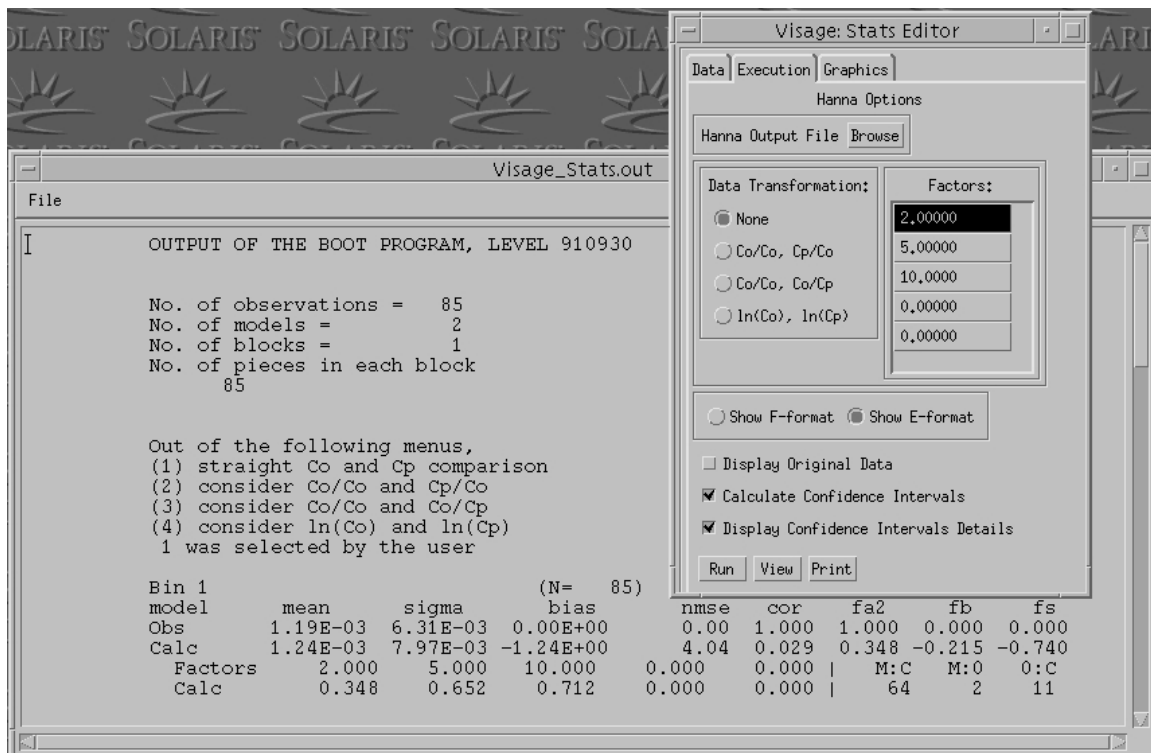 SOLARIS SOLARIS SOLARIS SOLARIS
Visage: Stats Editor
Data Execution Graphics
Hanna Options
Hanna Output File Browse
Data Transformation:
None
Co/Co, Cp/Co
Co/Co, Co/Cp
ln(Co), ln(Cp)
Factors:
2.00000
5.00000
10.0000
0.00000
0.00000
Show F-format Show E-format
Display Original Data
Calculate Confidence Intervals
Display Confidence Intervals Details
Run View Print
Visage_Stats.out
File
OUTPUT OF THE BOOT PROGRAM, LEVEL 910930
No. of observations = 85
No. of models = 2
No. of blocks = 1
No. of pieces in each block
85
Out of the following menus,
(1) straight Co and Cp comparison
(2) consider Co/Co and Cp/Co
(3) consider Co/Co and Co/Cp
(4) consider ln(Co) and ln(Cp)
1 was selected by the user
Bin 1 (N= 85)
model mean sigma bias nmse cor fa2 fb fs
Obs 1.19E-03 6.31E-03 0.00E+00 0.00 1.000 1.000 0.000 0.000
Calc 1.24E-03 7.97E-03 -1.24E+00 4.04 0.029 0.348 -0.215 -0.740
Factors 2.000 5.000 10.000 0.000 0.000 | M:C M:0 0:C
Calc 0.348 0.652 0.712 0.000 0.000 | 64 2 11